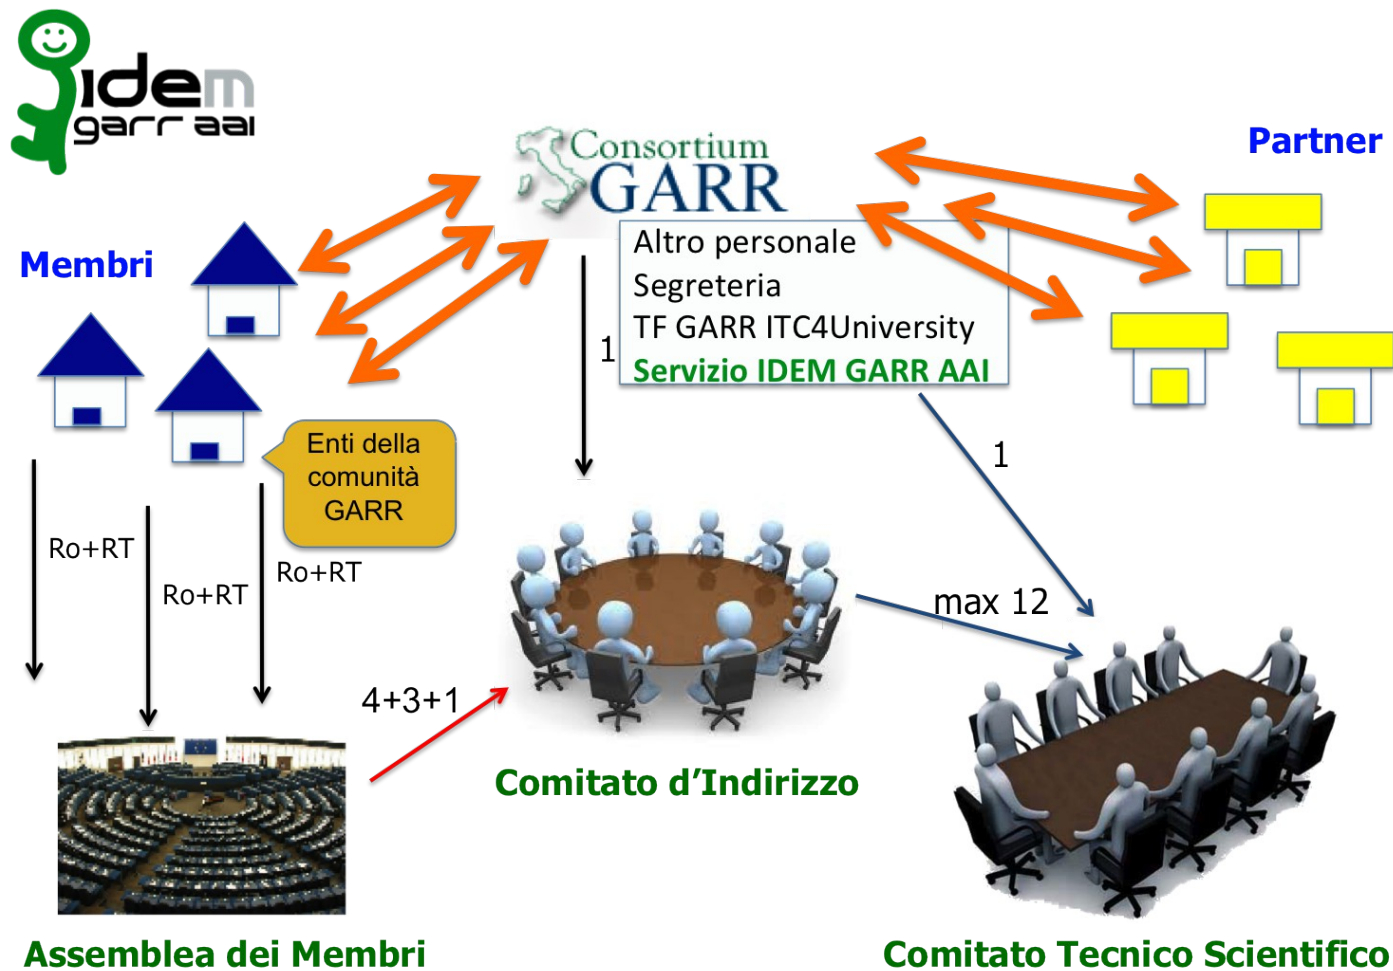 idem
garr aai
Consortium
GARR
Partner
Membri
Altro personale
Segreteria
TF GARR ITC4University
Servizio IDEM GARR AAI
1
Enti della
comunità
GARR
1
Ro+RT
Ro+RT
Ro+RT
max 12
4+3+1
Comitato d’Indirizzo
Assemblea dei Membri
Comitato Tecnico Scientifico